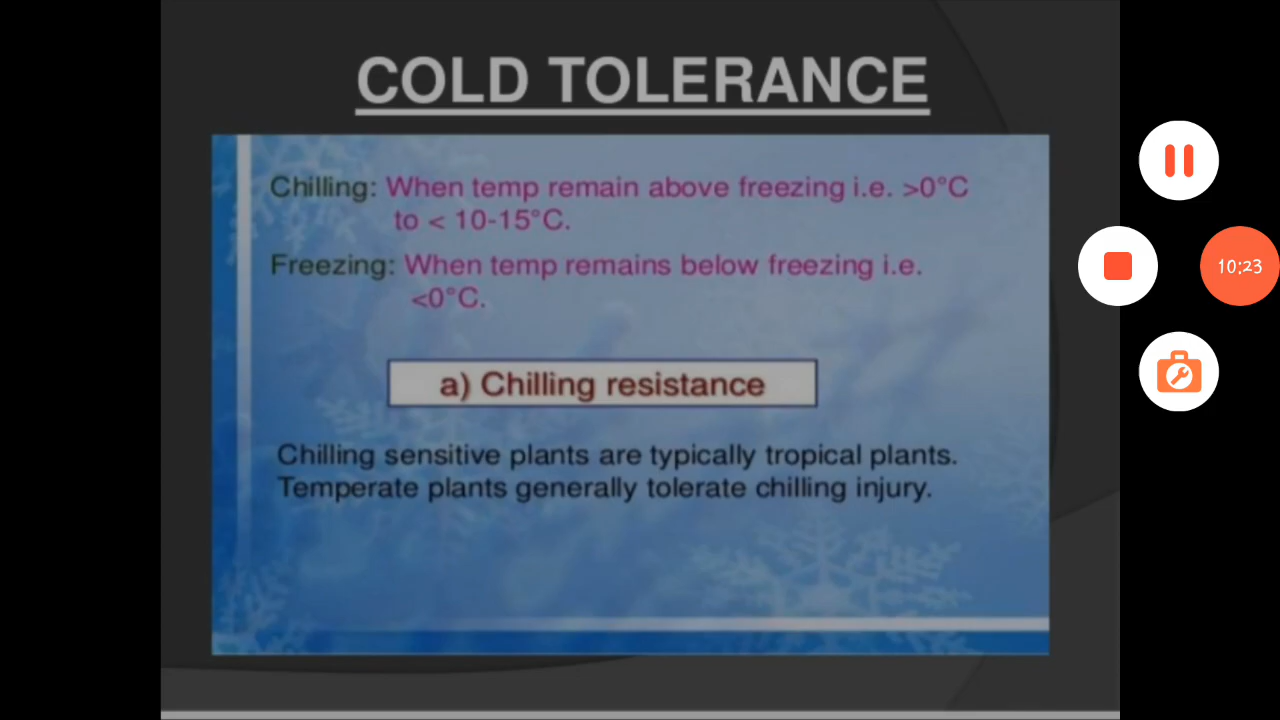 COLD TOLERANCE
Chilling: When temp remain above freezing i.e. >0°C
to < 10-15°C.
Freezing: When temp remains below freezing i.e.
<0°C.
10:23
a) Chilling resistance
Chilling sensitive plants are typically tropical plants.
Temperate plants generally tolerate chilling injury.